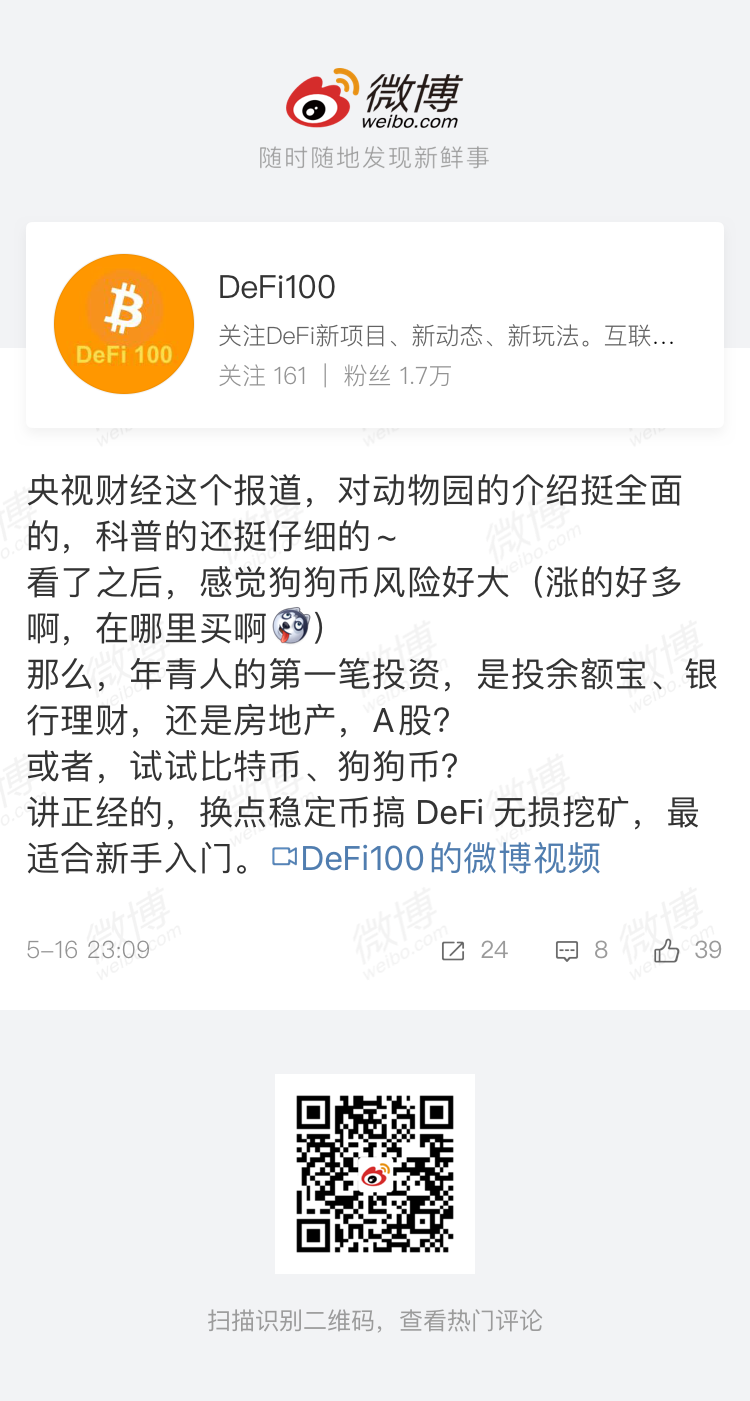 微博
weibo.com
随时随地发现新鲜事
DeFi 100
DeFi100
关注DeFi新项目、新动态、新玩法。互联...
关注 161 | 粉丝 1.7万
央视财经这个报道，对动物园的介绍挺全面
的，科普的还挺仔细的~
看了之后，感觉狗狗币风险好大（涨的好多
啊，在哪里买啊）
那么，年青人的第一笔投资，是投余额宝、银
行理财，还是房地产，A股？
或者，试试比特币、狗狗币？
讲正经的，换点稳定币搞 DeFi 无损挖矿，最
适合新手入门。DeFi100的微博视频
5-16 23:09 24 8 39
扫描识别二维码，查看热门评论